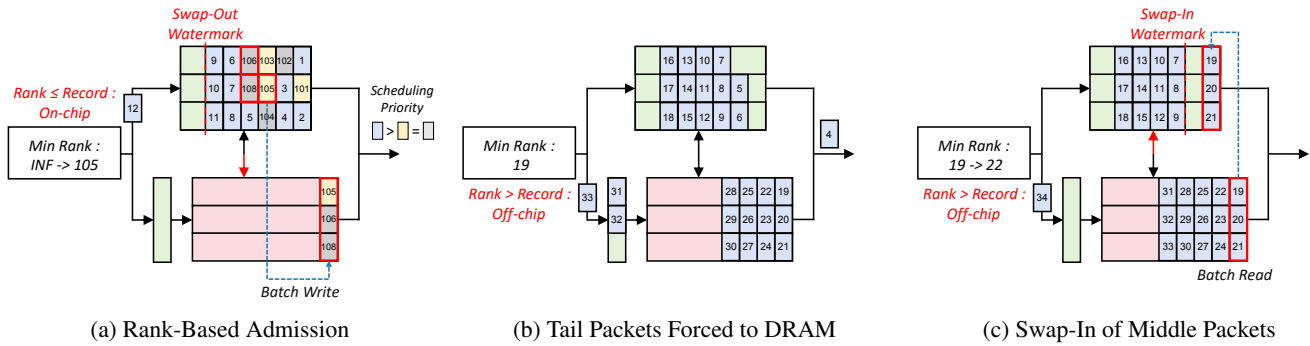 Swap-Out
Watermark
9 6 106 103 102 1
10 7 108 105 3 101
11 8 5 104 4 2
Rank ≤ Record :
On-chip
12
Min Rank :
INF -> 105
Scheduling
Priority
> =
105
106
108
Batch Write
(a) Rank-Based Admission
16 13 10 7
17 14 11 8 5
18 15 12 9 6
4
Min Rank :
19
Rank > Record :
Off-chip
33
31
32
28 25 22 19
29 26 23 20
30 27 24 21
(b) Tail Packets Forced to DRAM
Swap-In
Watermark
16 13 10 7 19
17 14 11 8 20
18 15 12 9 21
Min Rank :
19 -> 22
Rank > Record :
Off-chip
34
31 28 25 22 19
32 29 26 23 20
33 30 27 24 21
Batch Read
(c) Swap-In of Middle Packets